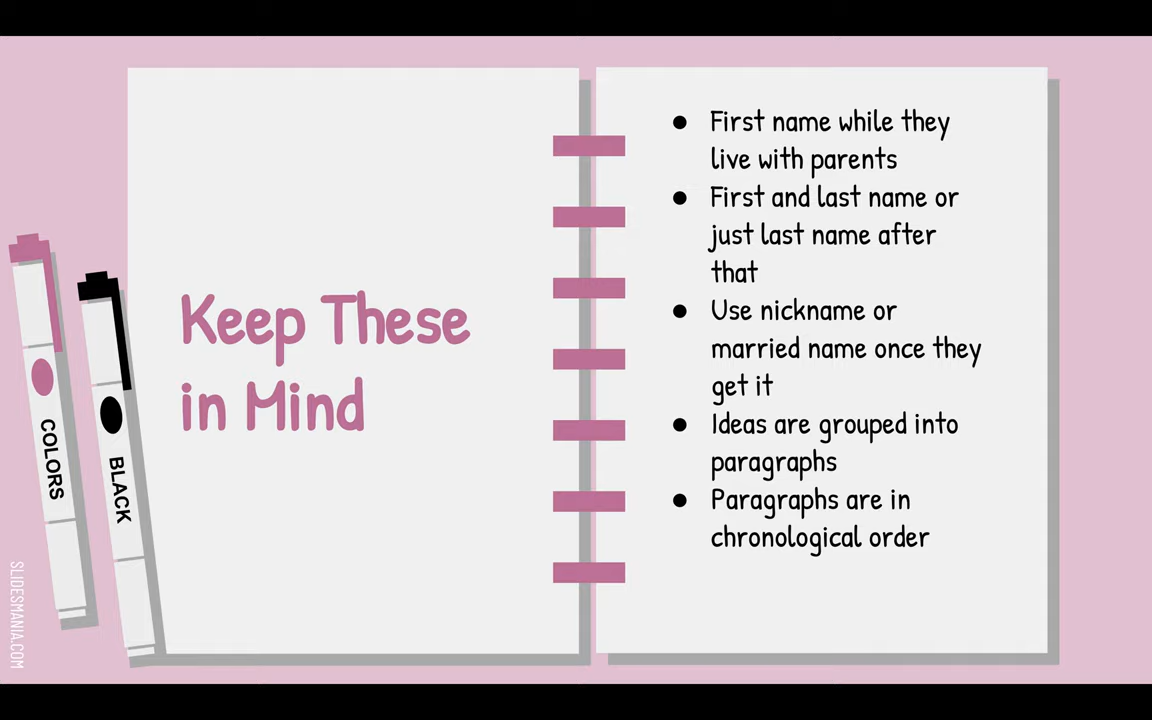 Keep These
in Mind
● First name while they
live with parents
● First and last name or
just last name after
that
● Use nickname or
married name once they
get it
● Ideas are grouped into
paragraphs
● Paragraphs are in
chronological order
COLORS
BLACK
SLIDESMANIA.COM